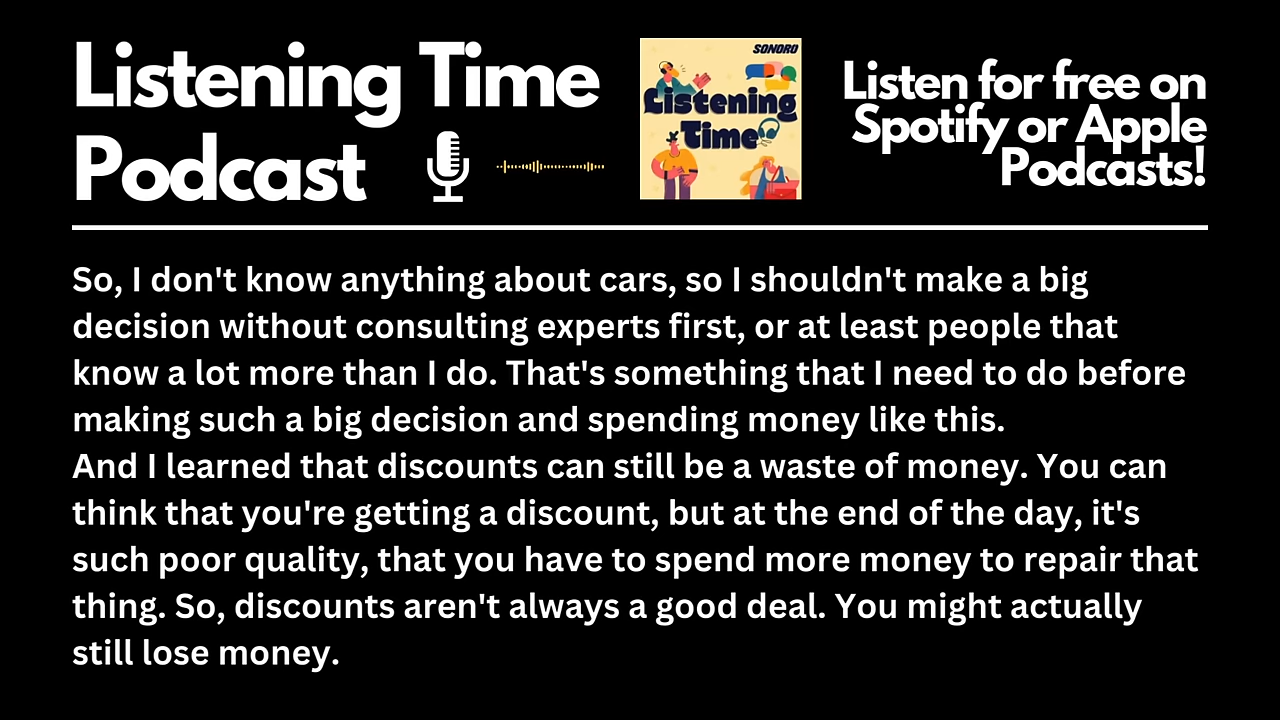 Listening Time
Podcast
SONORO
Listening
Time
Listen for free on
Spotify or Apple
Podcasts!
So, I don't know anything about cars, so I shouldn't make a big
decision without consulting experts first, or at least people that
know a lot more than I do. That's something that I need to do before
making such a big decision and spending money like this.
And I learned that discounts can still be a waste of money. You can
think that you're getting a discount, but at the end of the day, it's
such poor quality, that you have to spend more money to repair that
thing. So, discounts aren't always a good deal. You might actually
still lose money.